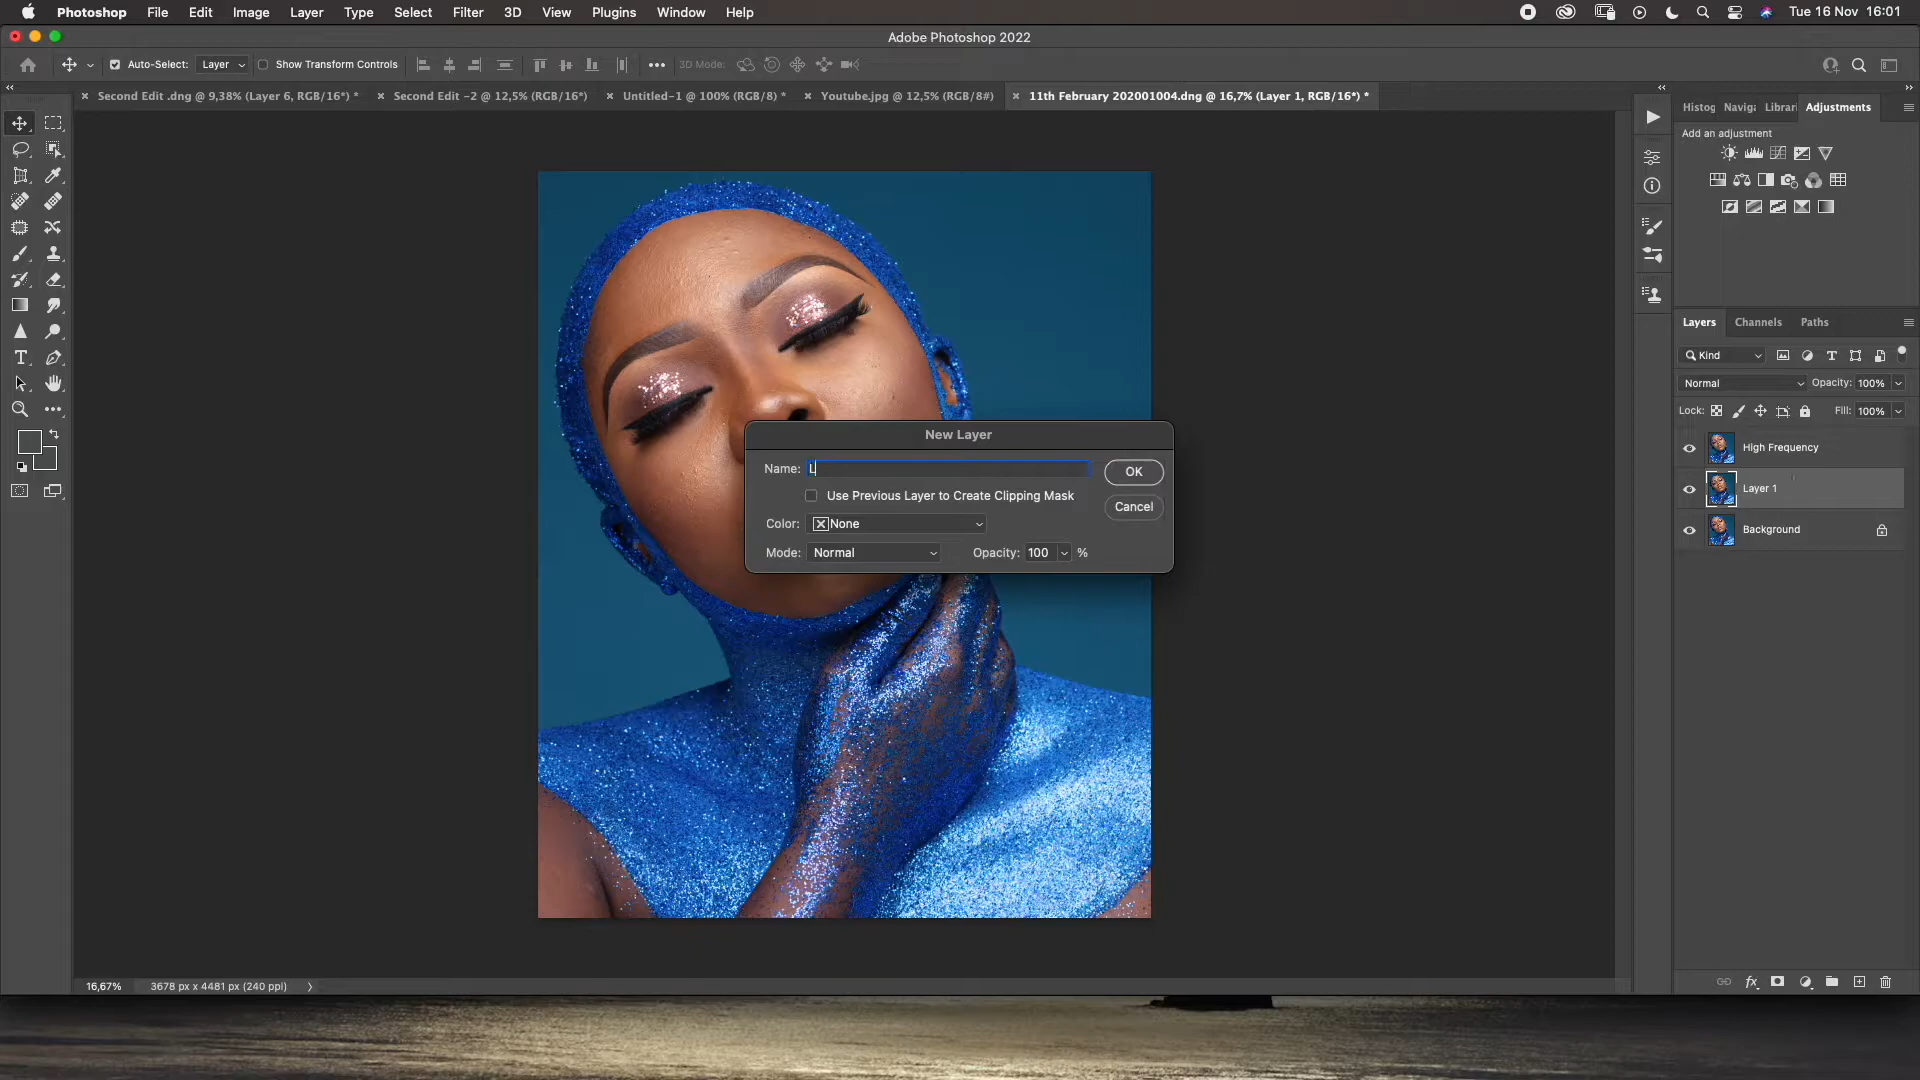 Photoshop File Edit Image Layer Type Select Filter 3D View Plugins Window Help Tue 16 Nov 16:01
Adobe Photoshop 2022
Auto-Select: Layer Show Transform Controls 3D Mode:
Second Edit .dng @ 9,38% (Layer 6, RGB/16*) * Second Edit -2 @ 12,5% (RGB/16*) Untitled-1 @ 100% (RGB/8) * Youtube.jpg @ 12,5% (RGB/8#) 11th February 202001004.dng @ 16,7% (Layer 1, RGB/16*) *
Histog Naviga Librari Adjustments
Add an adjustment
Layers Channels Paths
Kind
Normal Opacity: 100%
Lock: Fill: 100%
High Frequency
Layer 1
Background
New Layer
Name: L
OK
Use Previous Layer to Create Clipping Mask
Cancel
Color: None
Mode: Normal Opacity: 100 %
16,67% 3678 px x 4481 px (240 ppi)